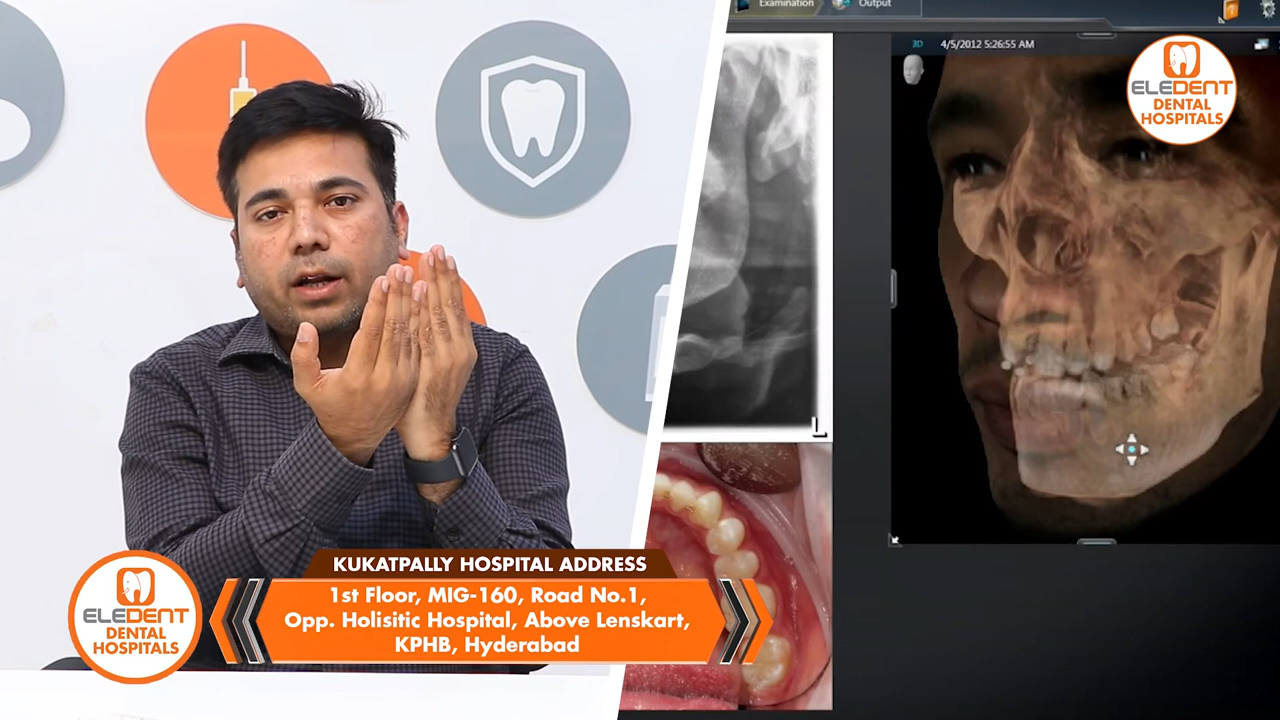 Examination
Output
3D
4/5/2012 5:26:55 AM
ELEDENT
DENTAL
HOSPITALS
L
KUKATPALLY HOSPITAL ADDRESS
1st Floor, MIG-160, Road No.1,
Opp. Holisitic Hospital, Above Lenskart,
KPHB, Hyderabad
ELEDENT
DENTAL
HOSPITALS